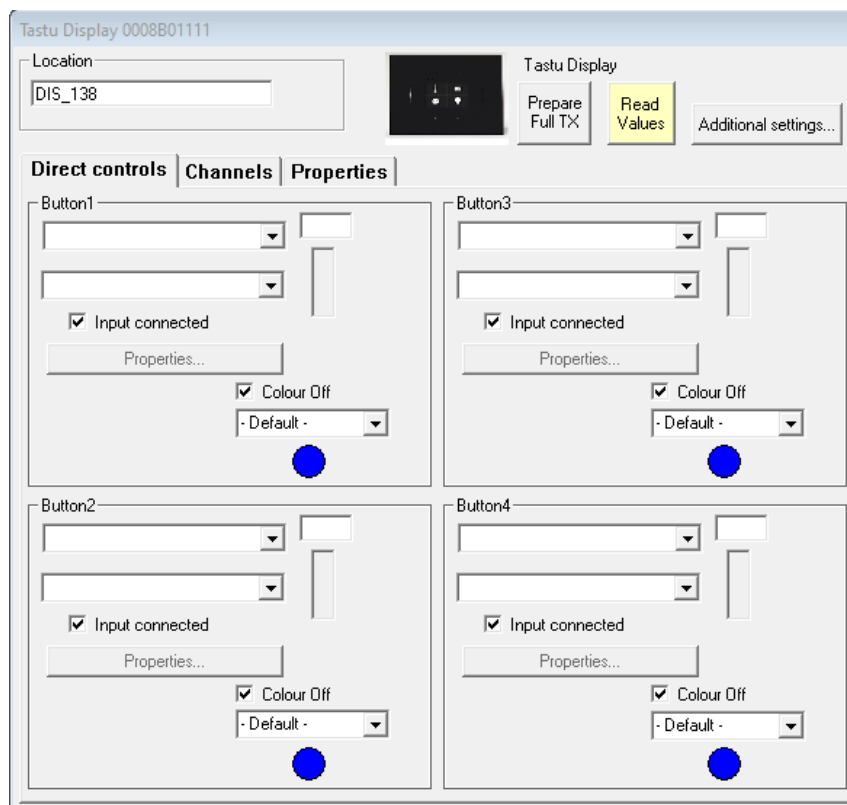 Tastu Display 0008B01111
Location
DIS_138
Tastu Display
Prepare
Full TX
Read
Values
Additional settings...
Direct controls
Channels
Properties
Button1
Input connected
Properties...
Colour Off
- Default -
Button3
Input connected
Properties...
Colour Off
- Default -
Button2
Input connected
Properties...
Colour Off
- Default -
Button4
Input connected
Properties...
Colour Off
- Default -